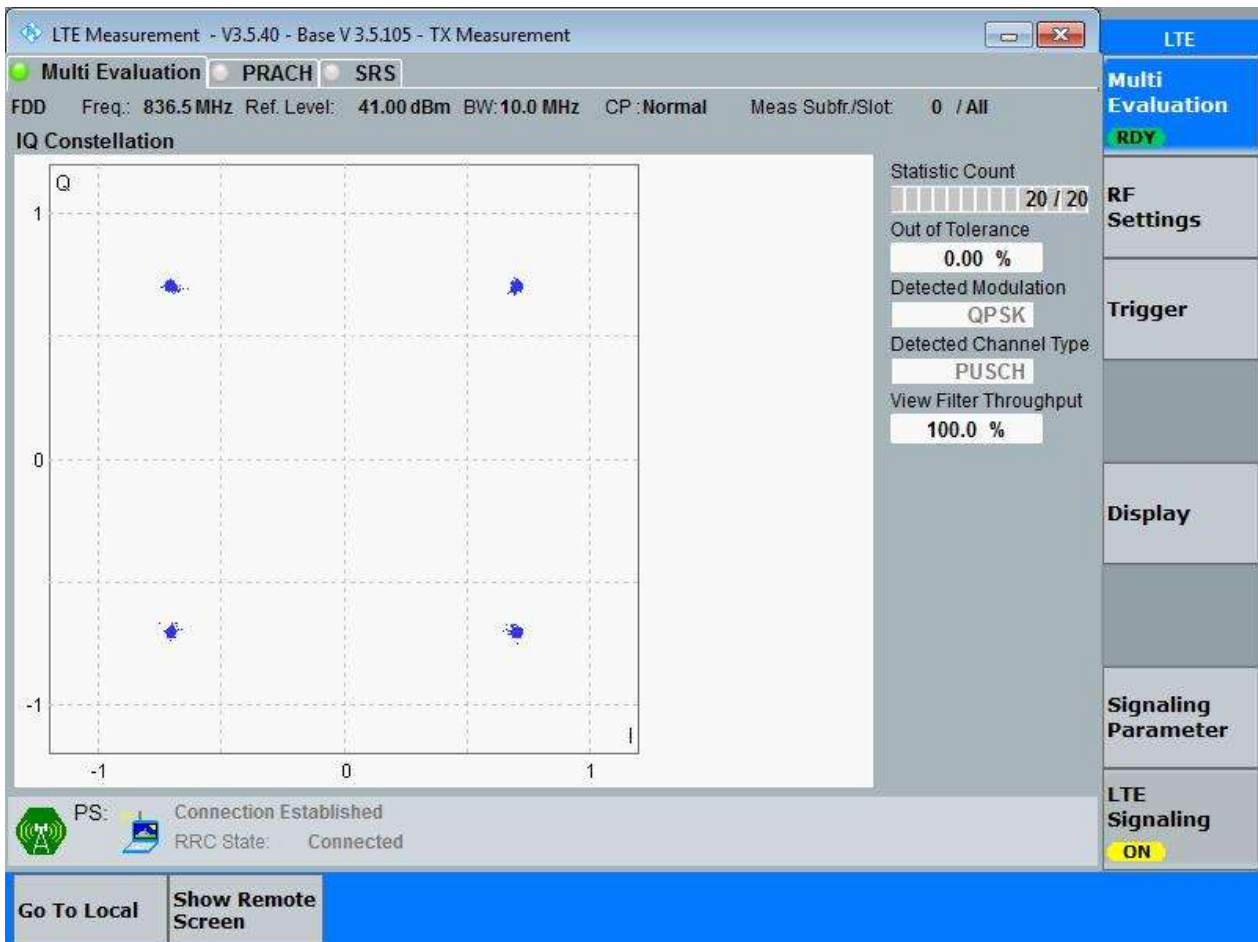 LTE Measurement - V3.5.40 - Base V 3.5.105 - TX Measurement
LTE
Multi Evaluation PRACH SRS
FDD Freq.: 836.5 MHz Ref. Level: 41.00 dBm BW: 10.0 MHz CP : Normal Meas Subfr./Slot: 0 / All
IQ Constellation
Q
1
0
-1
-1 0 1
I
Statistic Count
20 / 20
Out of Tolerance
0.00 %
Detected Modulation
QPSK
Detected Channel Type
PUSCH
View Filter Throughput
100.0 %
Multi
Evaluation
RDY
RF
Settings
Trigger
Display
Signaling
Parameter
LTE
Signaling
ON
PS: Connection Established
RRC State: Connected
Go To Local
Show Remote
Screen